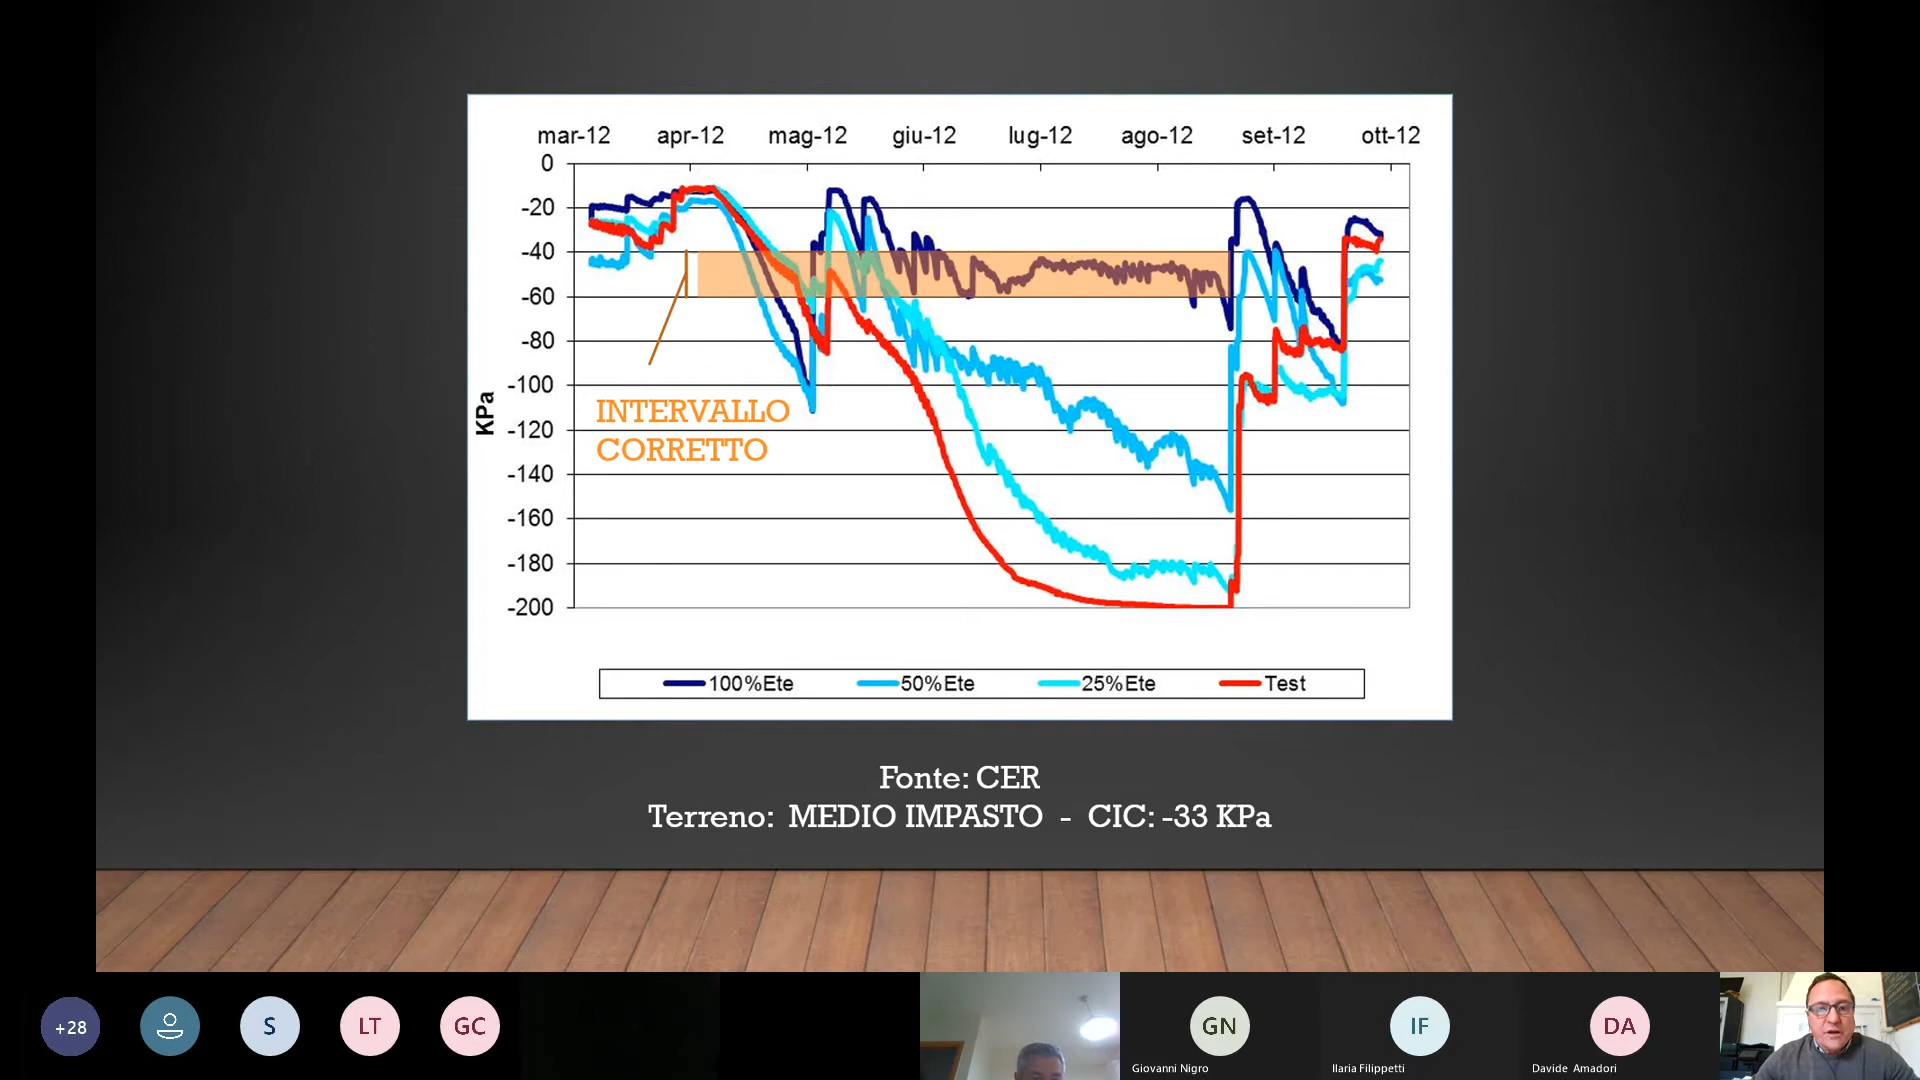 mar-12 apr-12 mag-12 giu-12 lug-12 ago-12 set-12 ott-12
0
-20
-40
-60
-80
-100
-120
-140
-160
-180
-200
KPa
INTERVALLO
CORRETTO
100%Ete 50%Ete 25%Ete Test
Fonte: CER
Terreno: MEDIO IMPASTO - CIC: -33 KPa
+28 S LT GC GN IF DA
Giovanni Nigro Ilaria Filippetti Davide Amadori